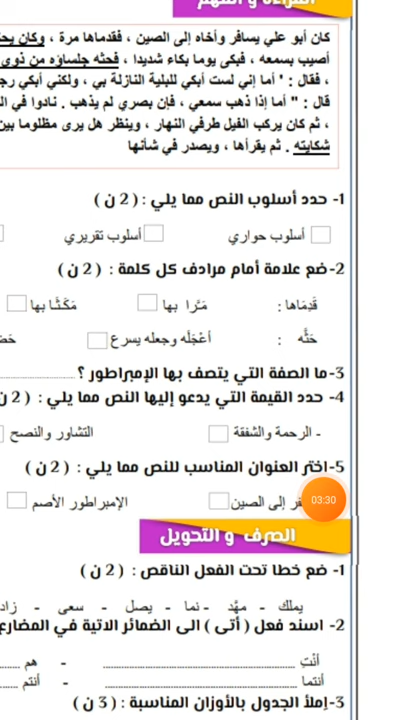 كان أبو علي يسافر وأخاه إلى الصين ، فقدماها مرة ، وكان
أصيب بسمعه ، فبكى يوما بكاء شديدا ، فحثه جلساؤه من ذوي
، فقال : " أما إني لست أبكي للبلية النازلة بي ، ولكني أبكي
قال : " أما إذا ذهب سمعي ، فإن بصري لم يذهب . نادوا في
، ثم كان يركب الفيل طرفي النهار ، وينظر هل يرى مظلوما
شكايته . ثم يقرأها ، ويصدر في شأنها
1- حدد أسلوب النص مما يلي : ( 2 ن )
أسلوب حواري أسلوب تقريري
2-ضع علامة أمام مرادف كل كلمة : ( 2 ن )
قَدِمَاها : مَرَّا بها مَكَثَا بها
حَثَّه : أعْجَلَه وجعله يسرع
3-ما الصفة التي يتصف بها الإمبراطور ؟ ..................
4- حدد القيمة التي يدعو إليها النص مما يلي : ( 2 ن
- الرحمة والشفقة التشاور والنصح
5-اختر العنوان المناسب للنص مما يلي : ( 2 ن )
إلى الصين الإمبراطور الأصم
03:30
الصرف و التحويل
1- ضع خطا تحت الفعل الناقص : ( 2 ن )
يملك - مهّد - نما - يصل - سعى - زاد
2- اسند فعل ( أتى ) الى الضمائر الاتية في المضارع
أنْتِ .................. - هم ......
أنتما .................. - أنتم ......
3-إملأ الجدول بالأوزان المناسبة : ( 3 ن )